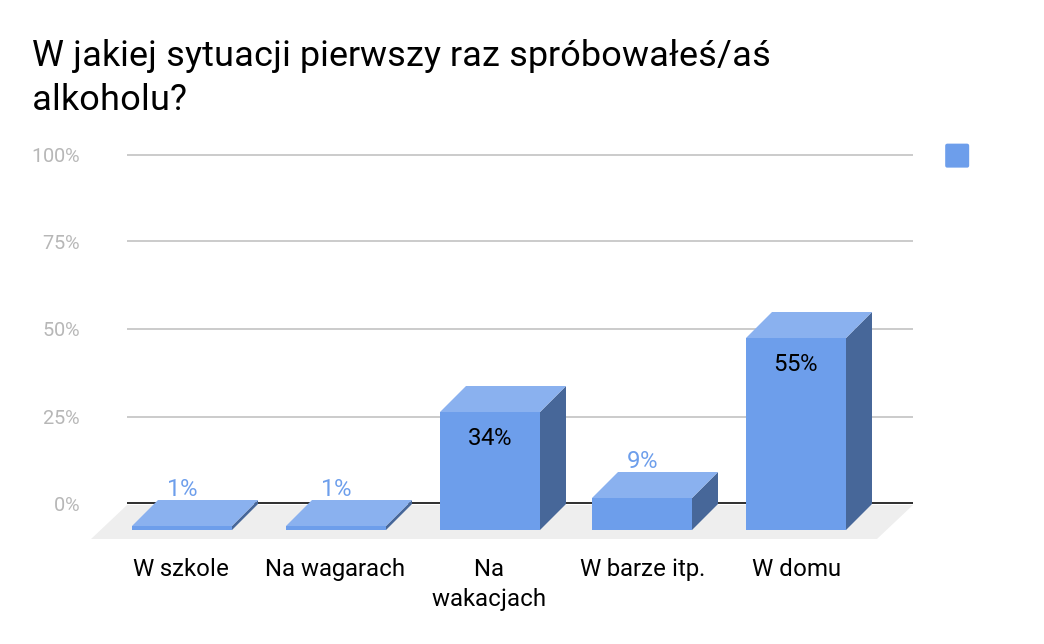 W jakiej sytuacji pierwszy raz spróbowałeś/aś
alkoholu?
100%
75%
50%
25%
0%
1%
1%
34%
9%
55%
W szkole
Na wagarach
Na
wakacjach
W barze itp.
W domu